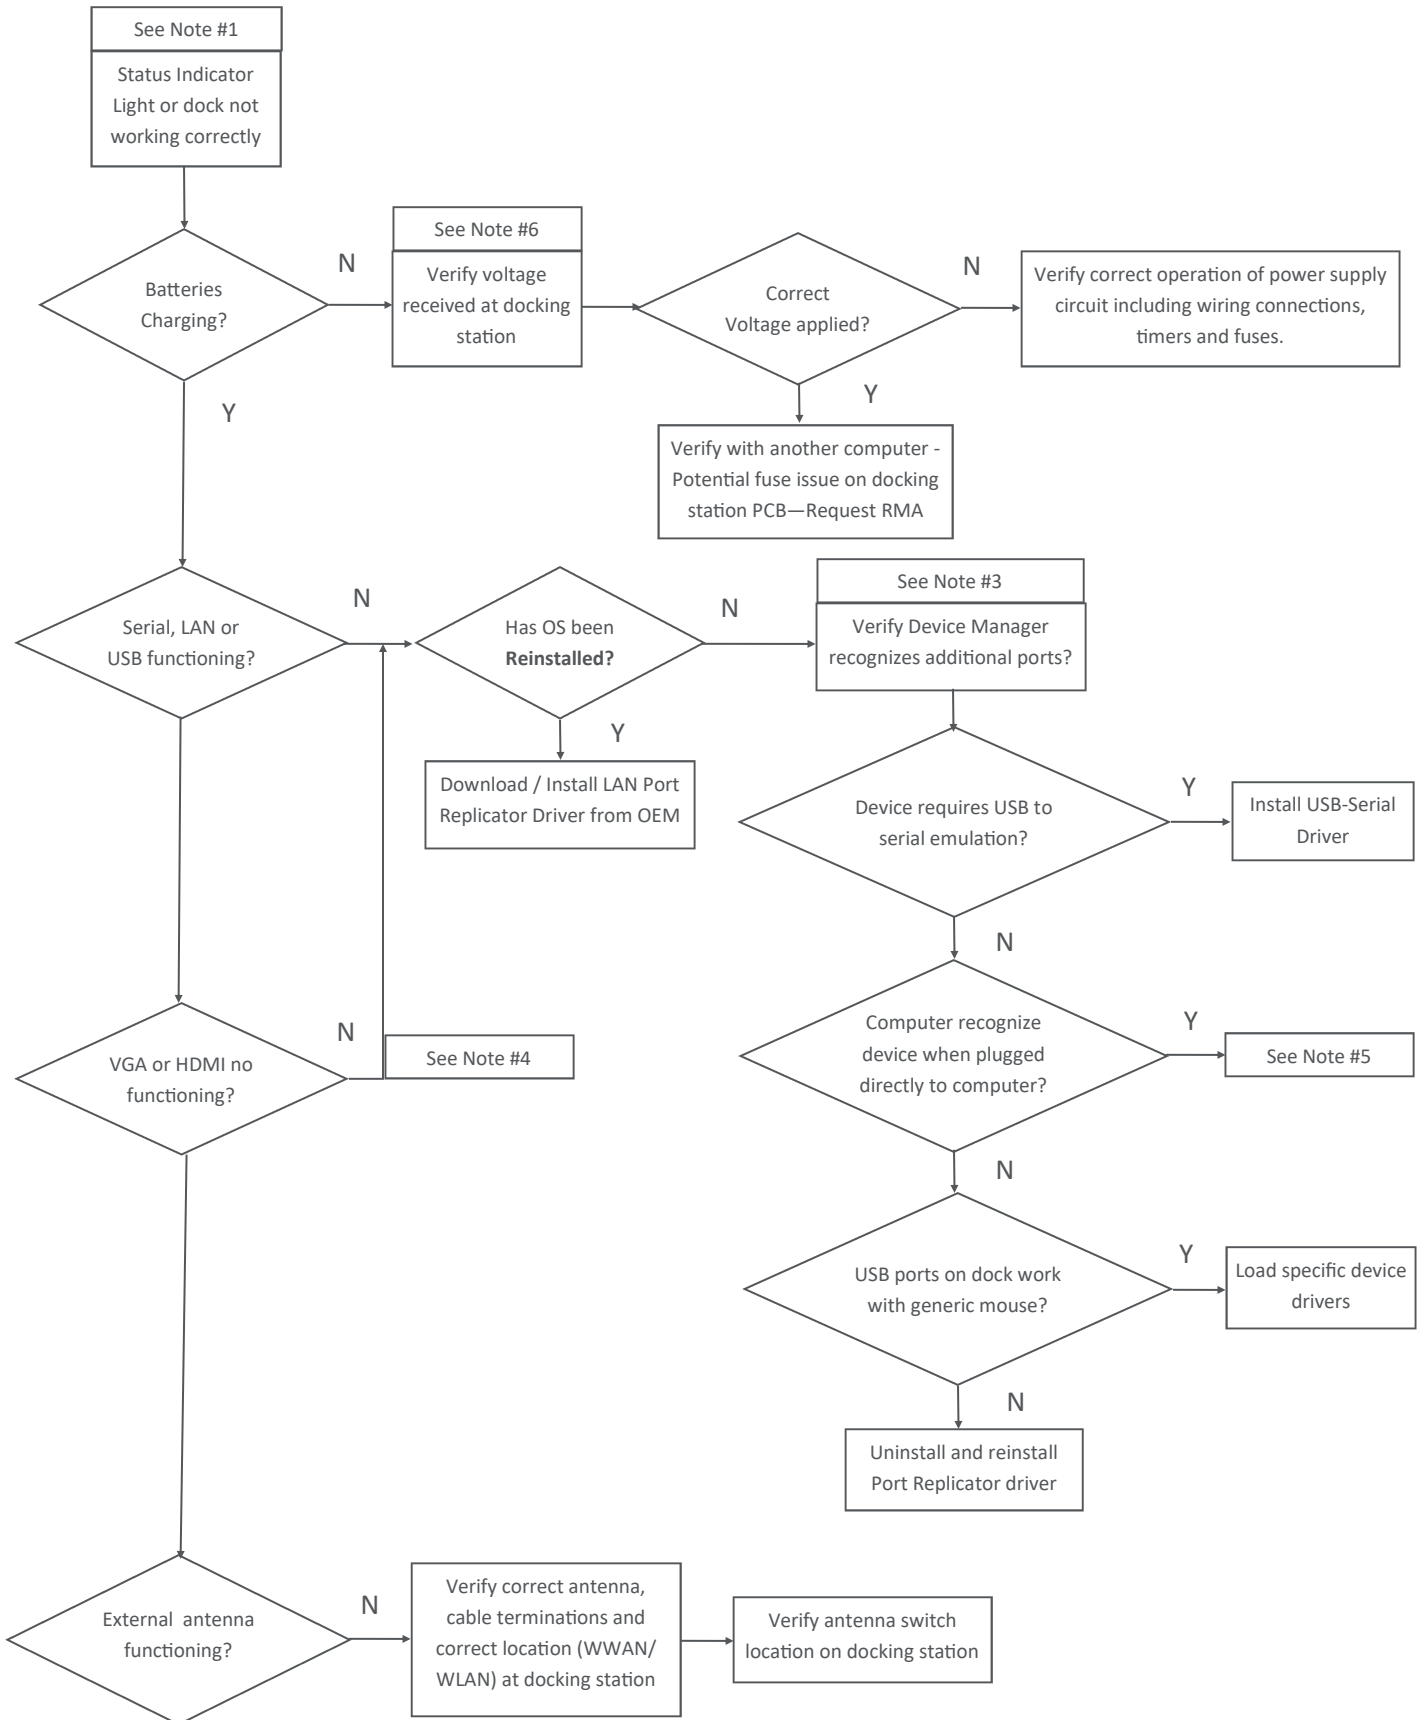 See Note #1
Status Indicator
Light or dock not
working correctly
Batteries
Charging?
N
See Note #6
Verify voltage
received at docking
station
Correct
Voltage applied?
N
Verify correct operation of power supply
circuit including wiring connections,
timers and fuses.
Y
Y
Verify with another computer -
Potential fuse issue on docking
station PCB—Request RMA
Serial, LAN or
USB functioning?
N
Has OS been
Reinstalled?
N
See Note #3
Verify Device Manager
recognizes additional ports?
Y
Download / Install LAN Port
Replicator Driver from OEM
Device requires USB to
serial emulation?
Y
Install USB-Serial
Driver
N
VGA or HDMI no
functioning?
N
See Note #4
Computer recognize
device when plugged
directly to computer?
Y
See Note #5
N
USB ports on dock work
with generic mouse?
Y
Load specific device
drivers
N
Uninstall and reinstall
Port Replicator driver
External  antenna
functioning?
N
Verify correct antenna,
cable terminations and
correct location (WWAN/
WLAN) at docking station
Verify antenna switch
location on docking station